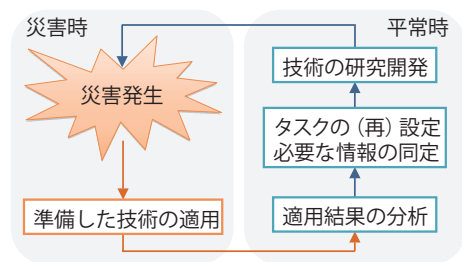 災害時
平常時
災害発生
技術の研究開発
タスクの（再）設定
必要な情報の同定
準備した技術の適用
適用結果の分析